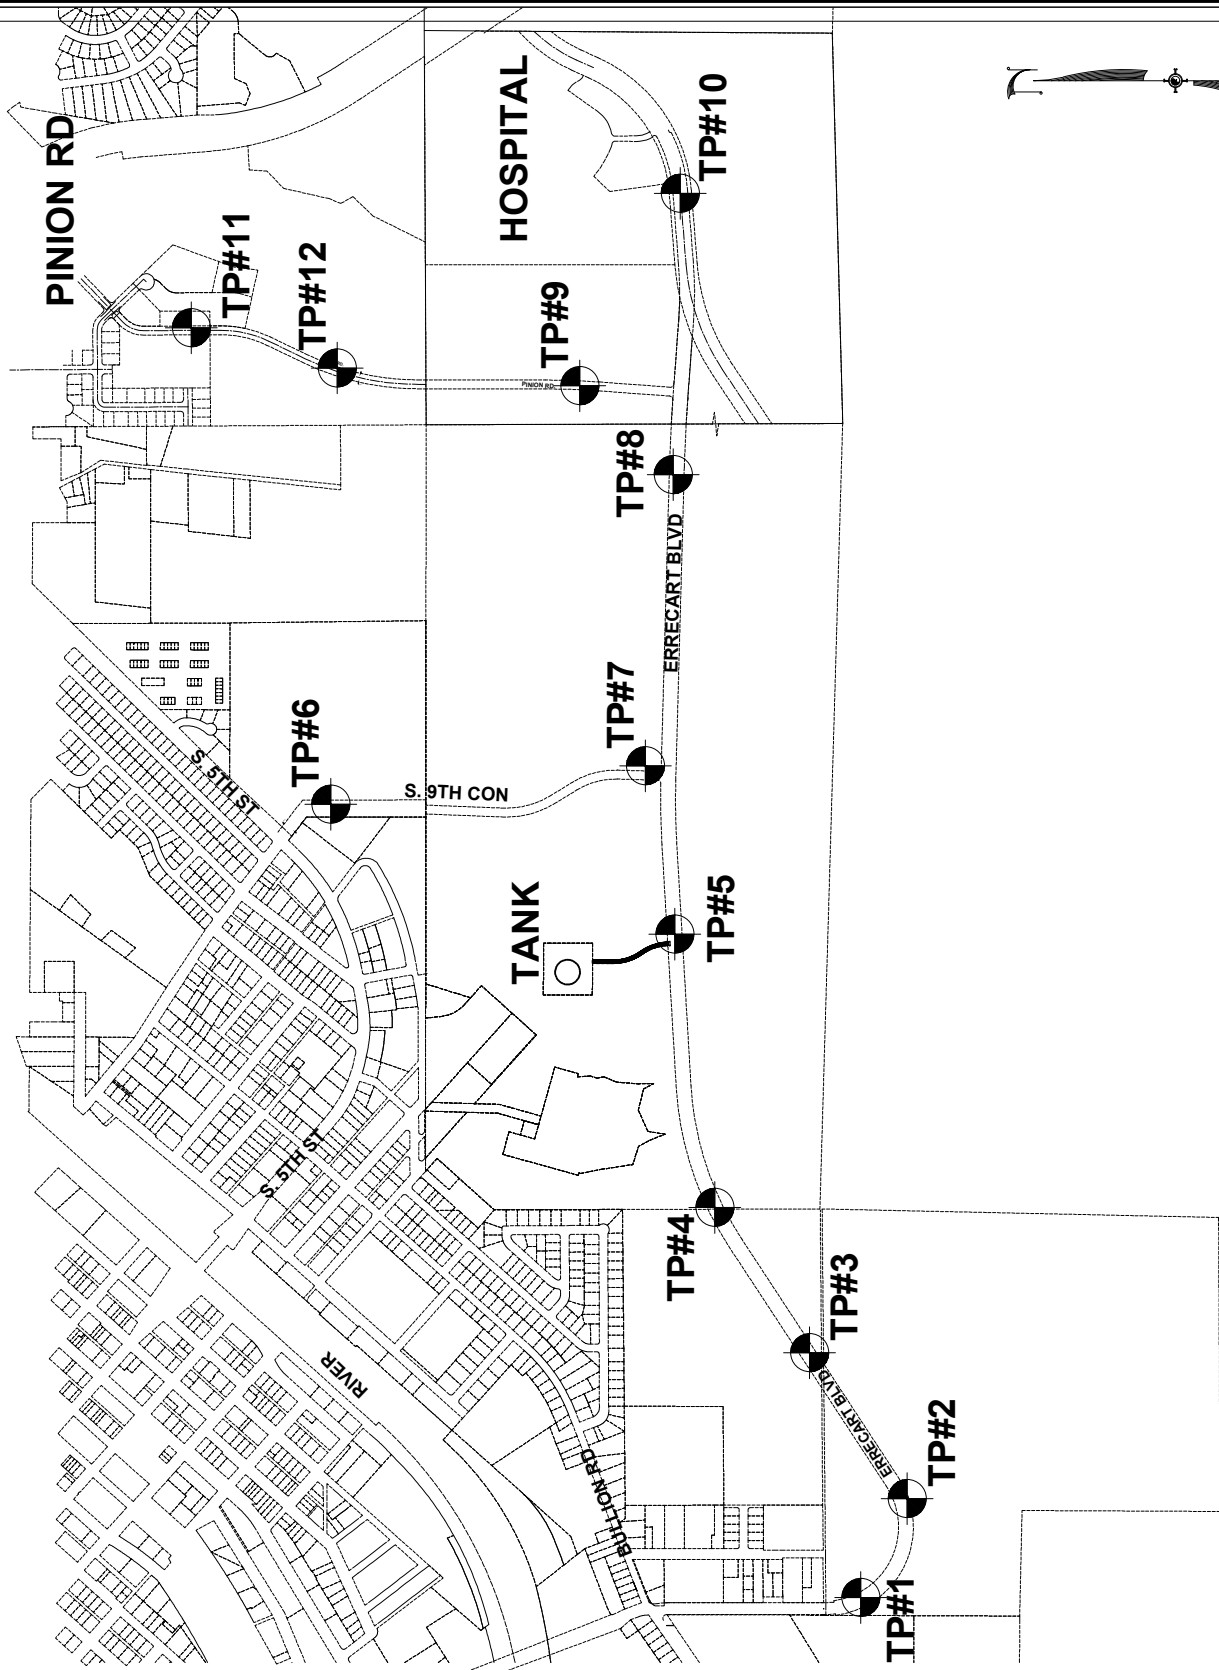 PINION RD
HOSPITAL
TP#10
TP#11
TP#12
TP#9
PINION RD
TP#8
ERRECART BLVD
TP#7
TP#6
S. 5TH ST
S. 9TH CON
TANK
TP#5
S. 5TH ST
TP#4
TP#3
RIVER
ERRECART BLVD
TP#2
BULLION RD
TP#1